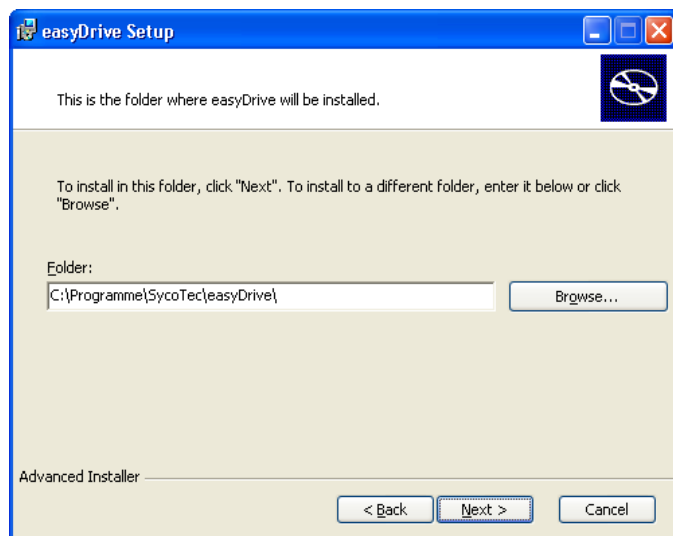 easyDrive Setup
This is the folder where easyDrive will be installed.
To install in this folder, click "Next". To install to a different folder, enter it below or click
"Browse".
Folder:
C:\Programme\SycoTec\easyDrive\
Browse...
Advanced Installer
< Back
Next >
Cancel